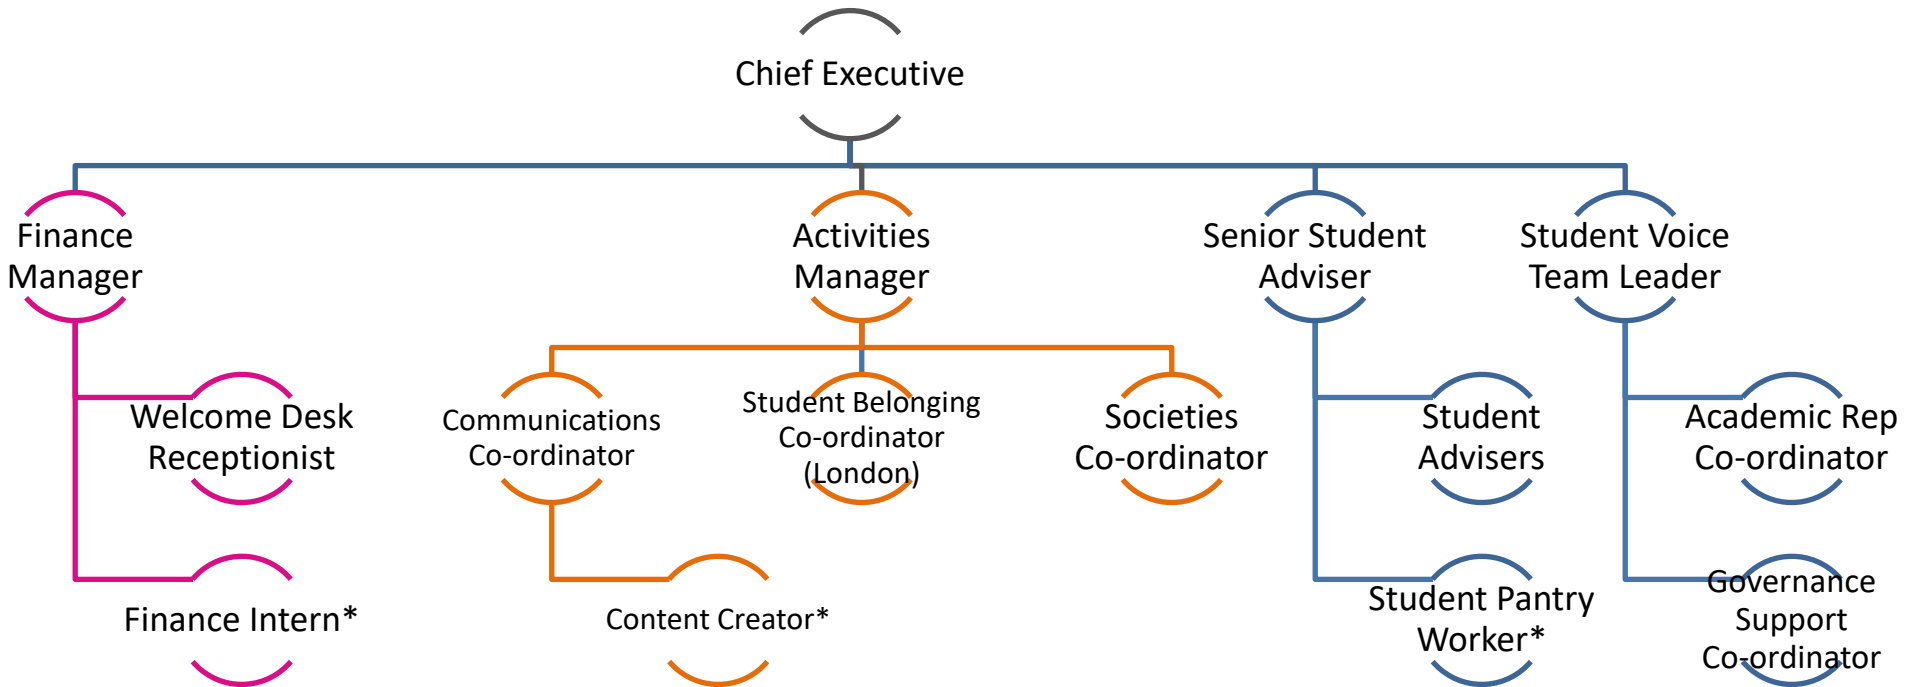 Chief Executive
Finance
Manager
Activities
Manager
Senior Student
Adviser
Student Voice
Team Leader
Welcome Desk
Receptionist
Communications
Co-ordinator
Student Belonging
Co-ordinator
(London)
Societies
Co-ordinator
Student
Advisers
Academic Rep
Co-ordinator
Finance Intern*
Content Creator*
Student Pantry
Worker*
Governance
Support
Co-ordinator